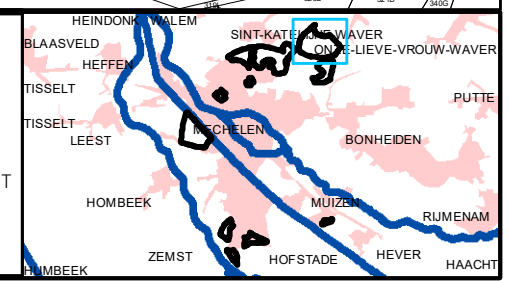 340G
HEINDONK WALEM
SINT-KATELIJNE-WAVER
BLAASVELD
ONZE-LIEVE-VROUW-WAVER
HEFFEN
TISSELT
PUTTE
TISSELT
MECHELEN
LEEST
BONHEIDEN
T
HOMBEEK
MUIZEN
RIJMENAM
ZEMST
HOFSTADE
HEVER
HAACHT
HUMBEEK